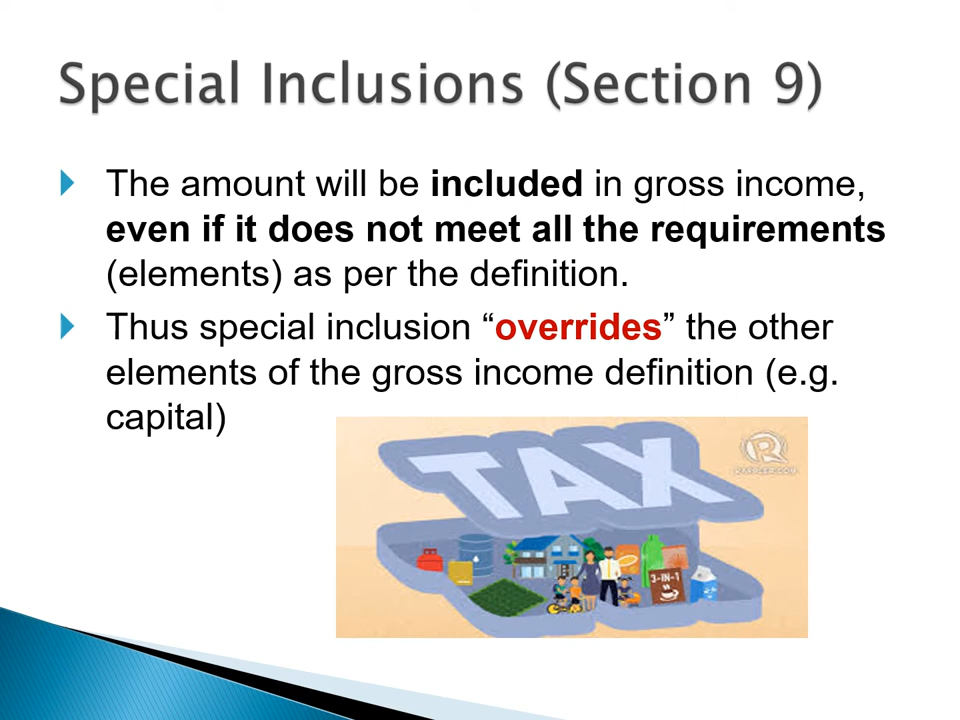 Special Inclusions (Section 9)
The amount will be included in gross income,
even if it does not meet all the requirements
(elements) as per the definition.
Thus special inclusion “overrides” the other
elements of the gross income definition (e.g.
capital)
R
RAPPLER.COM
TAX
3-IN-1